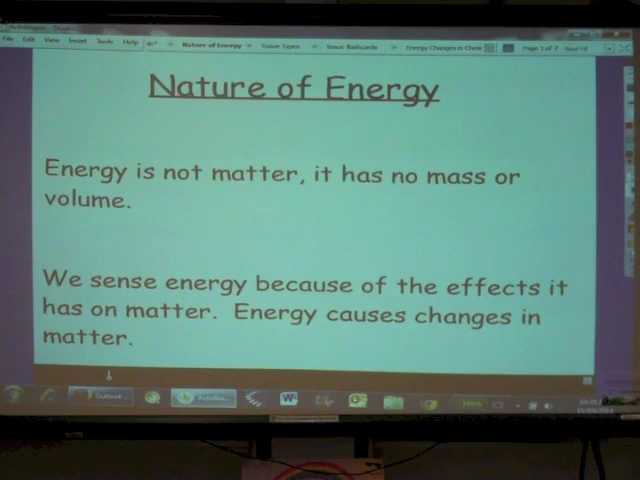 File Edit View Insert Tools Help Nature of Energy Tissue Types tissue flashcards Energy Changes in Chem Page 1 of 7 Best Fit
Nature of Energy
Energy is not matter, it has no mass or
volume.
We sense energy because of the effects it
has on matter. Energy causes changes in
matter.
Outlook...